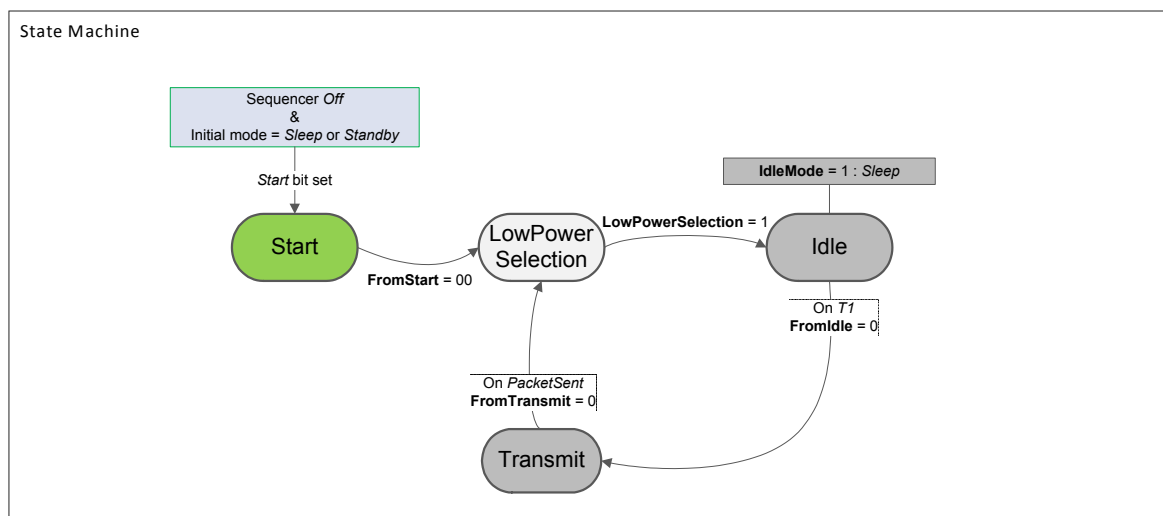 State Machine
Sequencer Off
&
Initial mode = Sleep or Standby
Start bit set
IdleMode = 1 : Sleep
Start
FromStart = 00
LowPower
Selection
LowPowerSelection = 1
Idle
On T1
FromIdle = 0
On PacketSent
FromTransmit = 0
Transmit